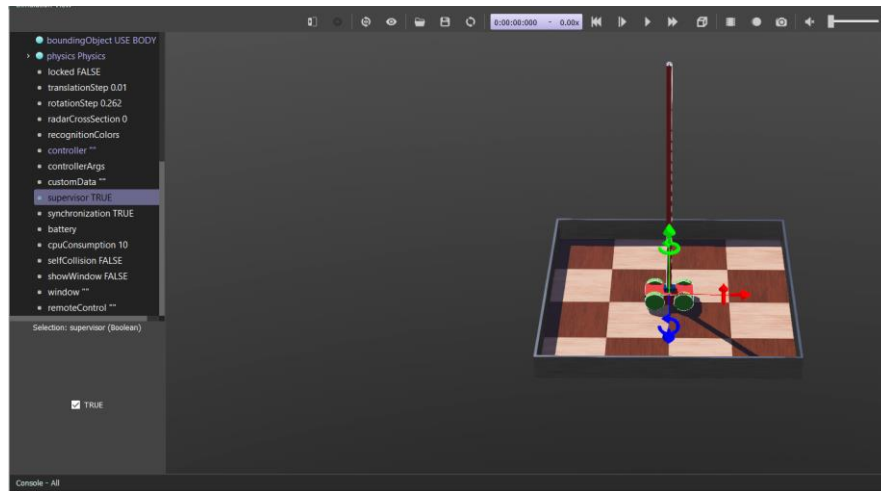 Simulation View
0:00:00:000 - 0.00x
boundingObject USE BODY
physics Physics
locked FALSE
translationStep 0.01
rotationStep 0.262
radarCrossSection 0
recognitionColors
controller ""
controllerArgs
customData ""
supervisor TRUE
synchronization TRUE
battery
cpuConsumption 10
selfCollision FALSE
showWindow FALSE
window ""
remoteControl ""
Selection: supervisor (Boolean)
TRUE
Console - All